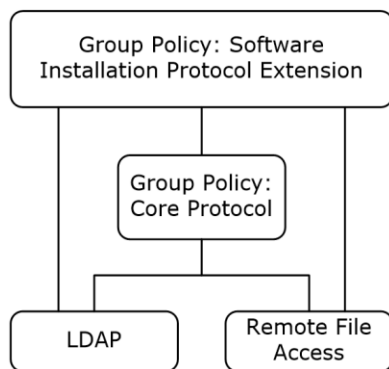 Group Policy: Software
Installation Protocol Extension
Group Policy:
Core Protocol
LDAP
Remote File
Access